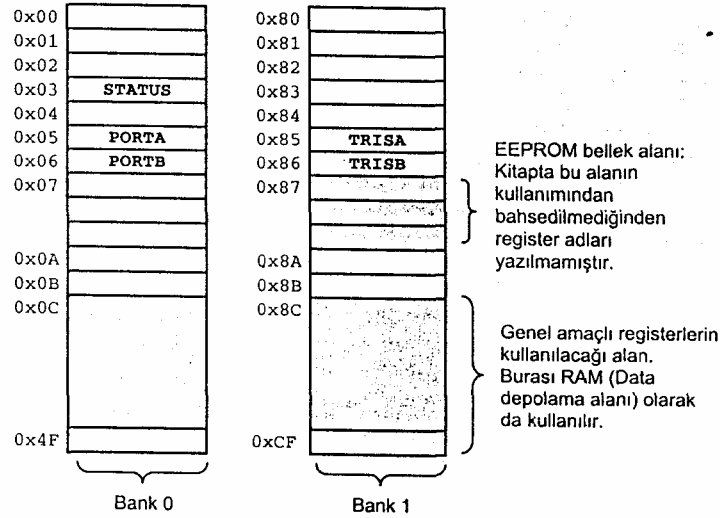 0x00
0x01
0x02
0x03 STATUS
0x04
0x05 PORTA
0x06 PORTB
0x07
0x0A
0x0B
0x0C
0x4F
Bank 0
0x80
0x81
0x82
0x83
0x84
0x85 TRISA
0x86 TRISB
0x87
0x8A
0x8B
0x8C
0xCF
Bank 1
EEPROM bellek alanı:
Kitapta bu alanın
kullanımından
bahsedilmediğinden
register adları
yazılmamıştır.
Genel amaçlı registerlerin
kullanılacağı alan.
Burası RAM (Data
depolama alanı) olarak
da kullanılır.